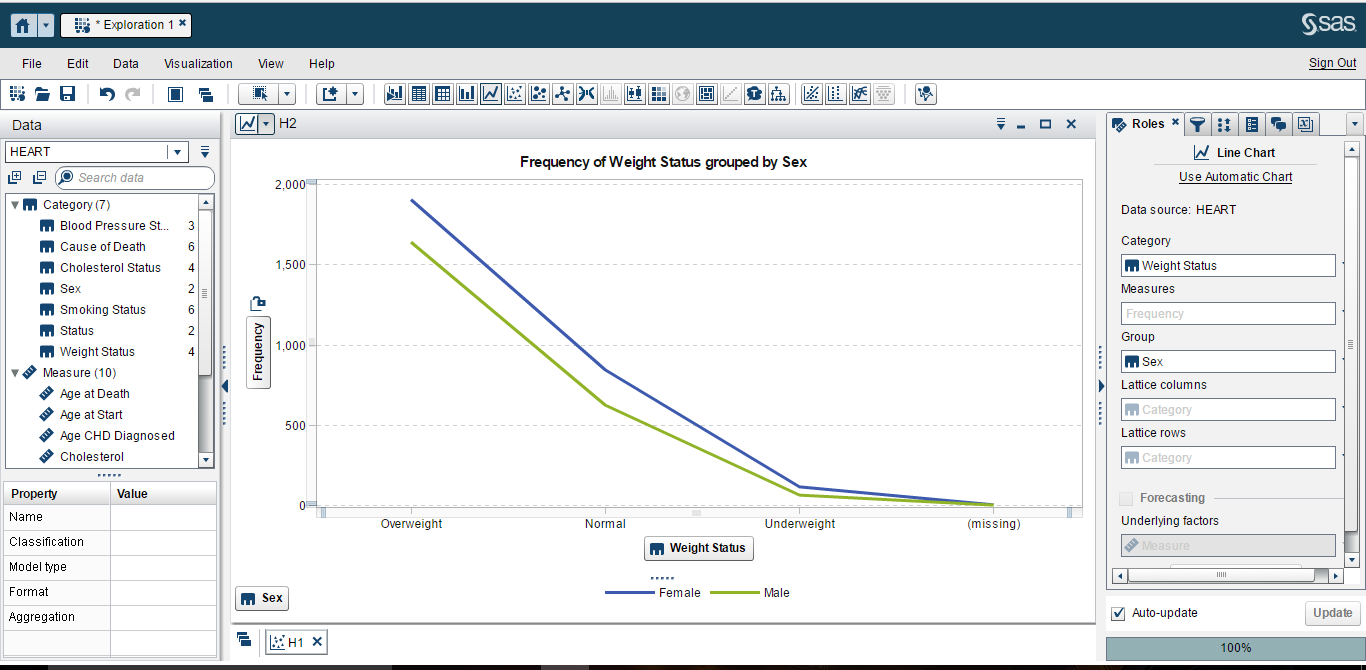 * Exploration 1
sas
File Edit Data Visualization View Help Sign Out
Data
HEART
Search data
Category (7)
Blood Pressure St... 3
Cause of Death 6
Cholesterol Status 4
Sex 2
Smoking Status 6
Status 2
Weight Status 4
Measure (10)
Age at Death
Age at Start
Age CHD Diagnosed
Cholesterol
Property Value
Name
Classification
Model type
Format
Aggregation
H2
Frequency of Weight Status grouped by Sex
2,000
1,500
1,000
500
0
Frequency
Overweight Normal Underweight (missing)
Weight Status
Sex
Female Male
H1
Roles
Line Chart
Use Automatic Chart
Data source: HEART
Category
Weight Status
Measures
Frequency
Group
Sex
Lattice columns
Category
Lattice rows
Category
Forecasting
Underlying factors
Measure
Auto-update Update
100%